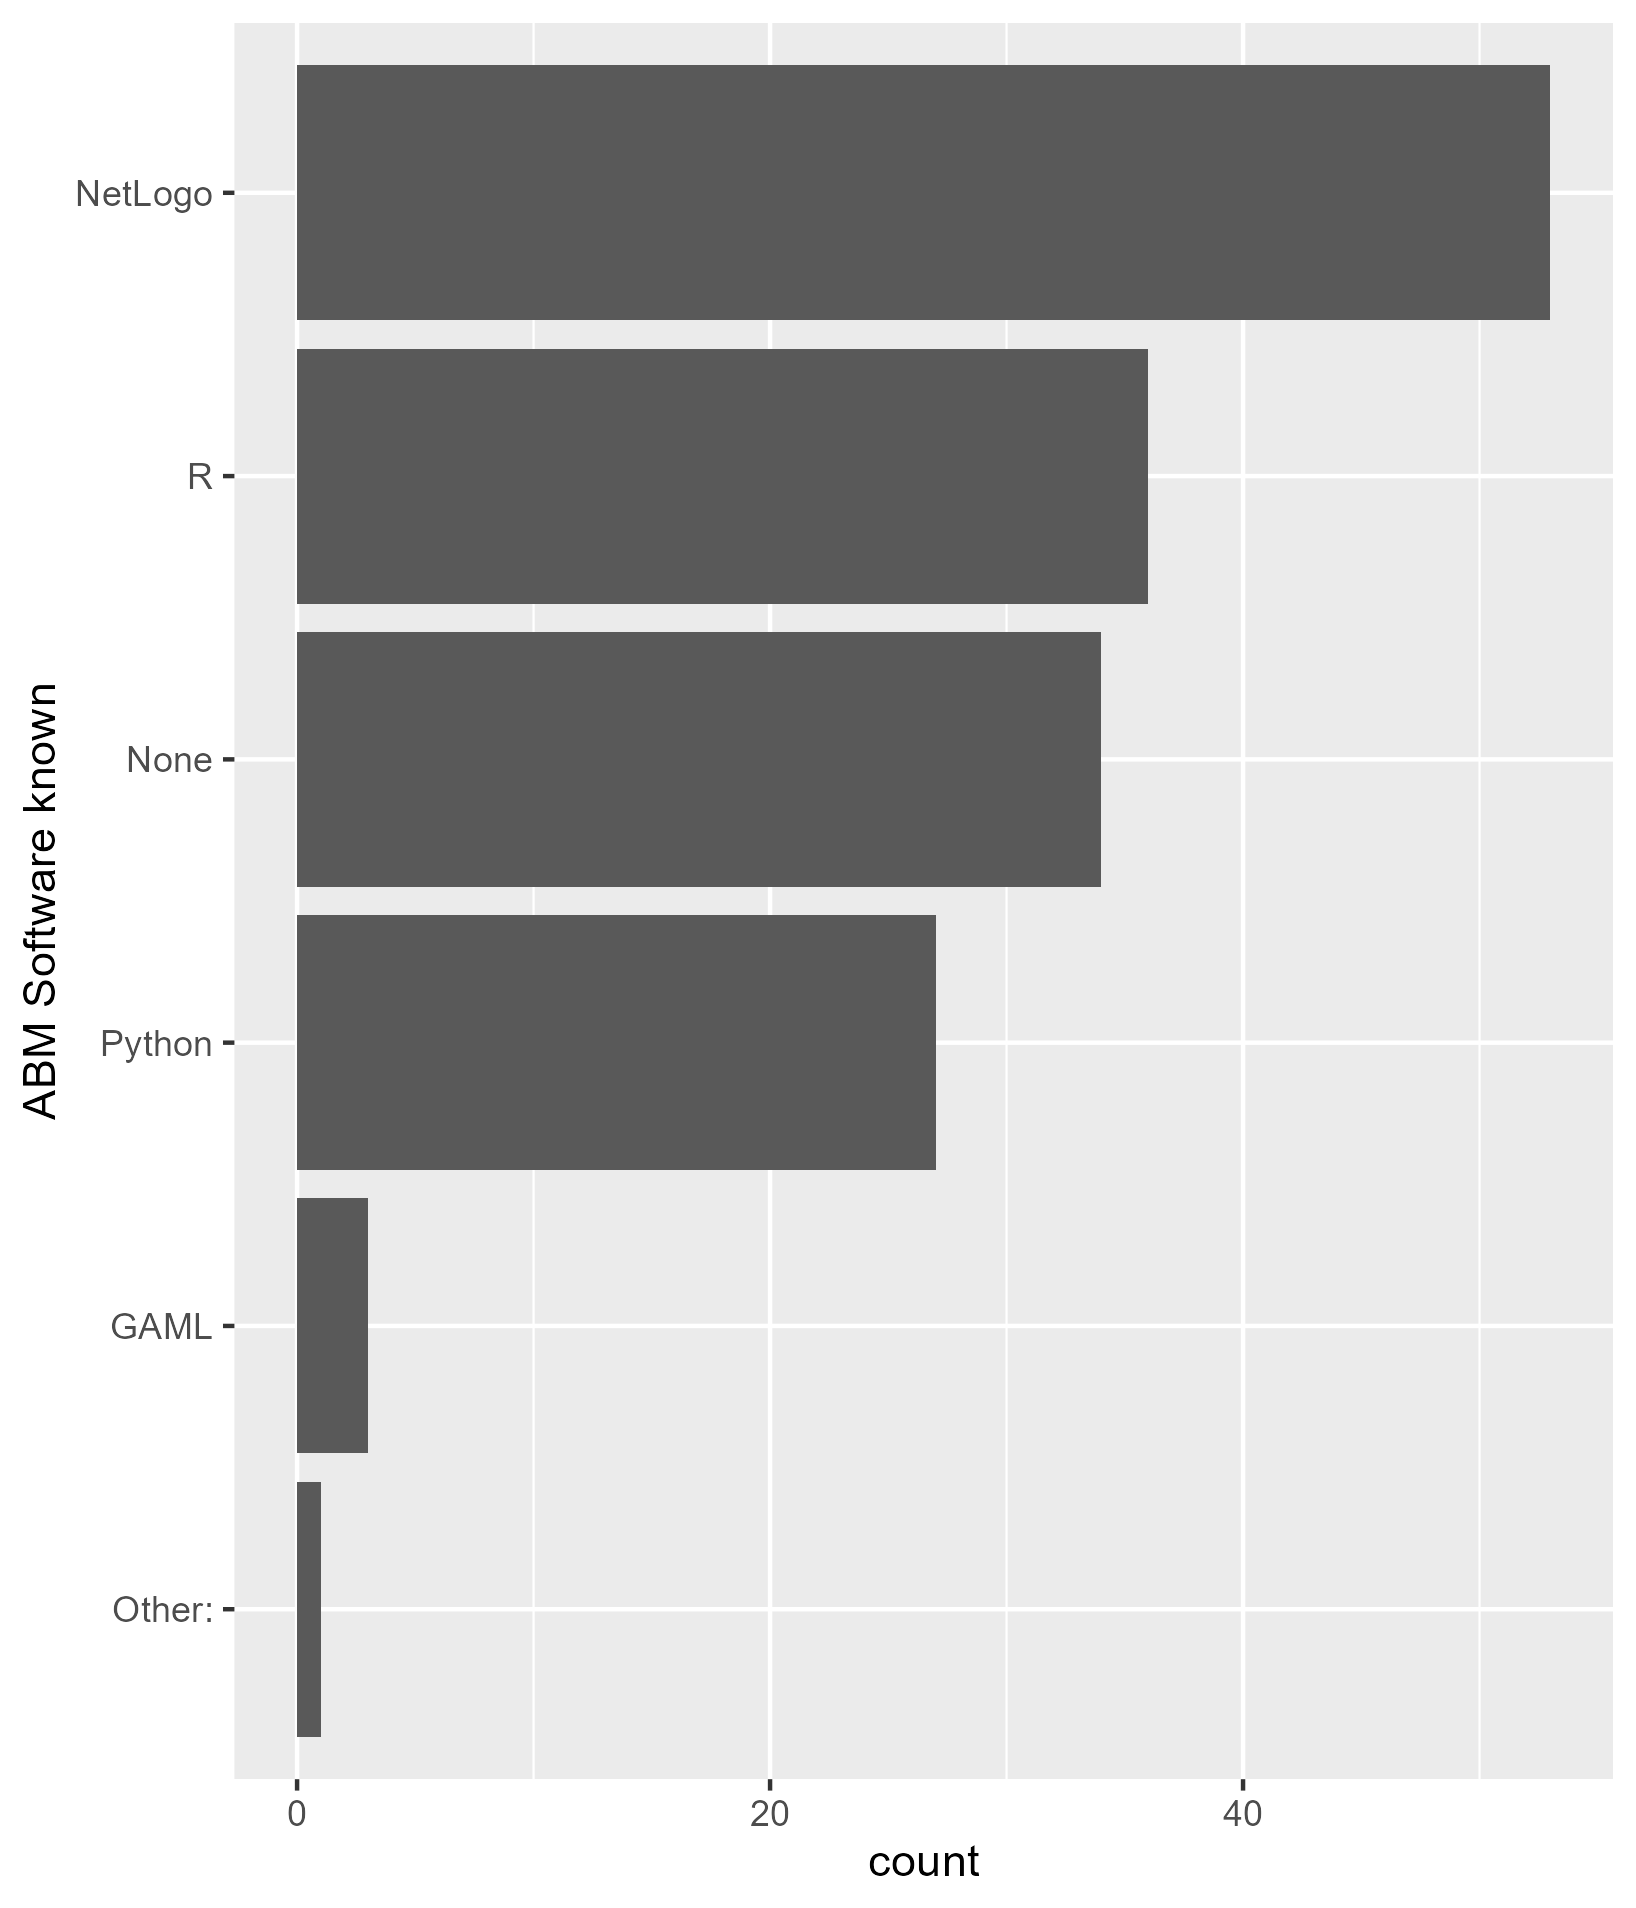 NetLogo
R
None
Python
GAML
Other:
ABM Software known
0 20 40
count